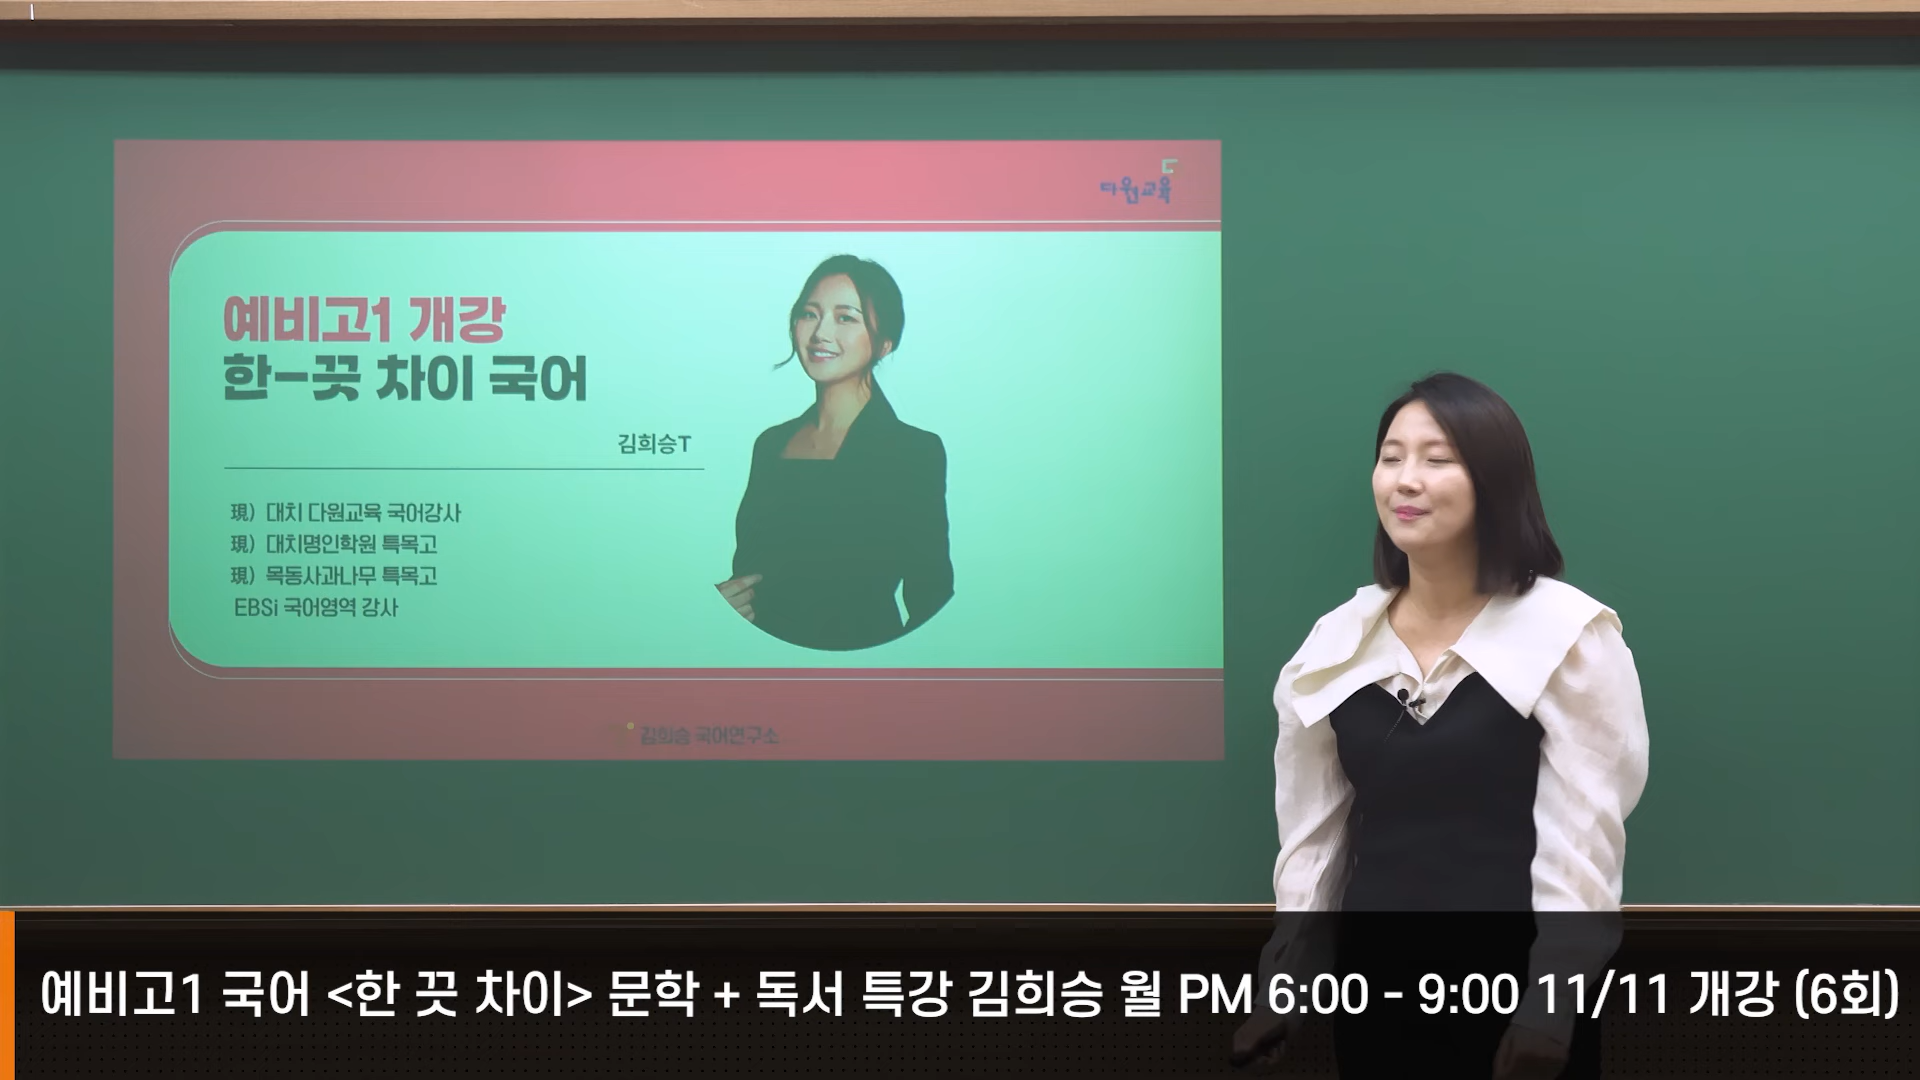 다원교육
예비고1 개강
한-끗 차이 국어
김희승T
現) 대치 다원교육 국어강사
現) 대치명인학원 특목고
現) 목동사과나무 특목고
EBSi 국어영역 강사
김희승 국어연구소
예비고1 국어 <한 끗 차이> 문학 + 독서 특강 김희승 월 PM 6:00 - 9:00 11/11 개강 (6회)